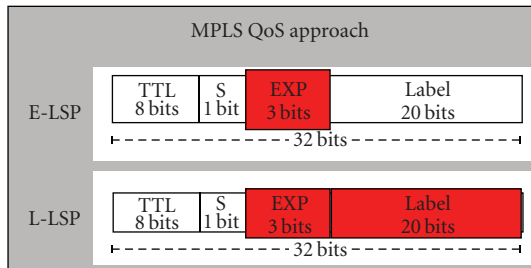 MPLS QoS approach
E-LSP
TTL
8 bits
S
1 bit
EXP
3 bits
Label
20 bits
32 bits
L-LSP
TTL
8 bits
S
1 bit
EXP
3 bits
Label
20 bits
32 bits